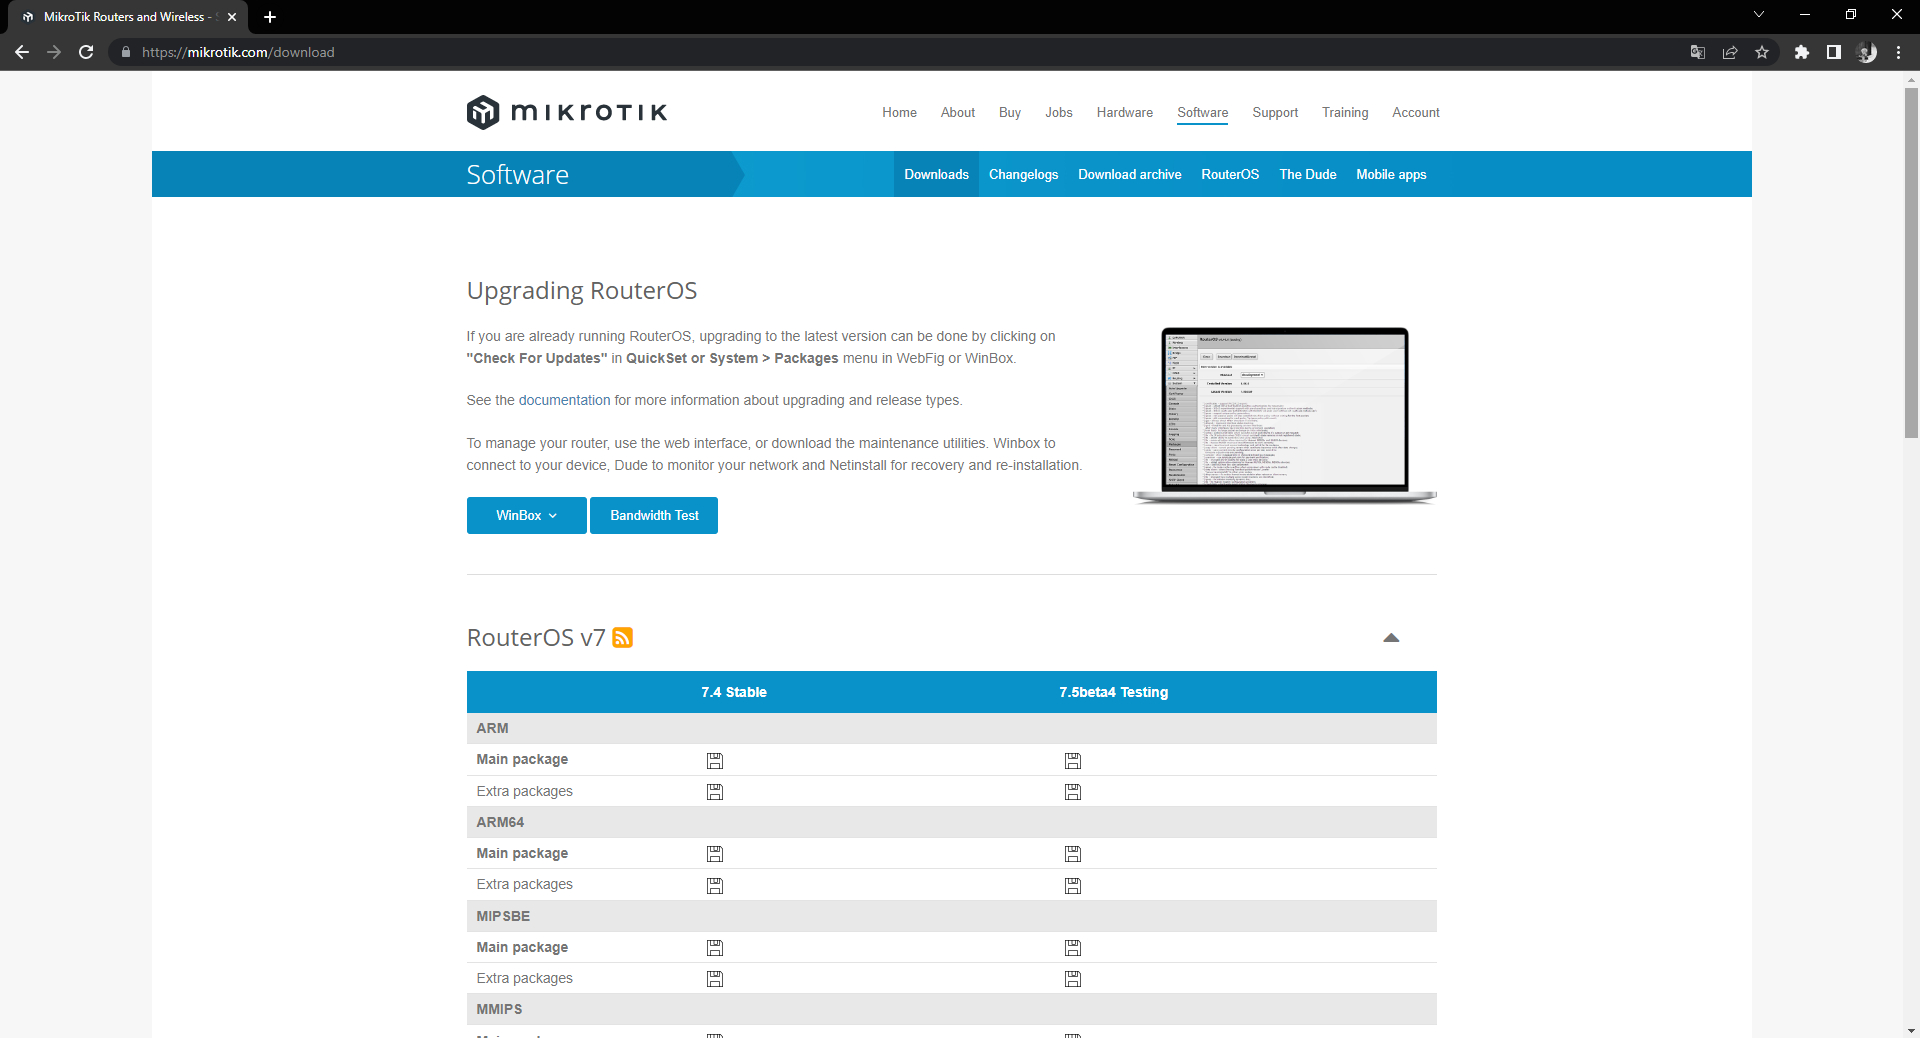 MikroTik Routers and Wireless -
https://mikrotik.com/download
MIKROTIK
Home About Buy Jobs Hardware Software Support Training Account
Software
Downloads Changelogs Download archive RouterOS The Dude Mobile apps
Upgrading RouterOS
If you are already running RouterOS, upgrading to the latest version can be done by clicking on
"Check For Updates" in QuickSet or System > Packages menu in WebFig or WinBox.
See the documentation for more information about upgrading and release types.
To manage your router, use the web interface, or download the maintenance utilities. Winbox to
connect to your device, Dude to monitor your network and Netinstall for recovery and re-installation.
WinBox Bandwidth Test
RouterOS v7
7.4 Stable 7.5beta4 Testing
ARM
Main package
Extra packages
ARM64
Main package
Extra packages
MIPSBE
Main package
Extra packages
MMIPS